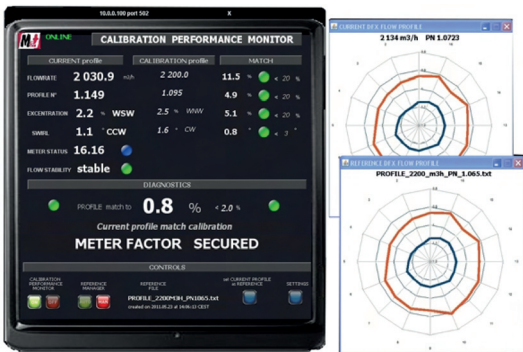 10.0.0.100 port 502 X
ONLINE CALIBRATION PERFORMANCE MONITOR
CURRENT profile CALIBRATION profile MATCH
FLOWRATE 2 030.9 m³/h 2 200.0 11.5 % < 20 %
PROFILE N° 1.149 1.095 4.9 % < 20 %
EXCENTRATION 2.2 % WSW 2.5 % WNW 5.1 % < 20 %
SWIRL 1.1 ° CCW 1.6 ° CW 0.8 ° < 3 °
METER STATUS 16.16
FLOW STABILITY stable
DIAGNOSTICS
PROFILE match to 0.8 % < 2.0 %
Current profile match calibration
METER FACTOR SECURED
CONTROLS
CALIBRATION PERFORMANCE MONITOR
REFERENCE MANAGER
REFERENCE FILE
set CURRENT PROFILE as REFERENCE
SETTINGS
PROFILE_2200M3H_PN1065.txt
CURRENT DFX FLOW PROFILE
2 134 m3/h PN 1.0723
REFERENCE DFX FLOW PROFILE
PROFILE_2200_m3h_PN_1.065.txt